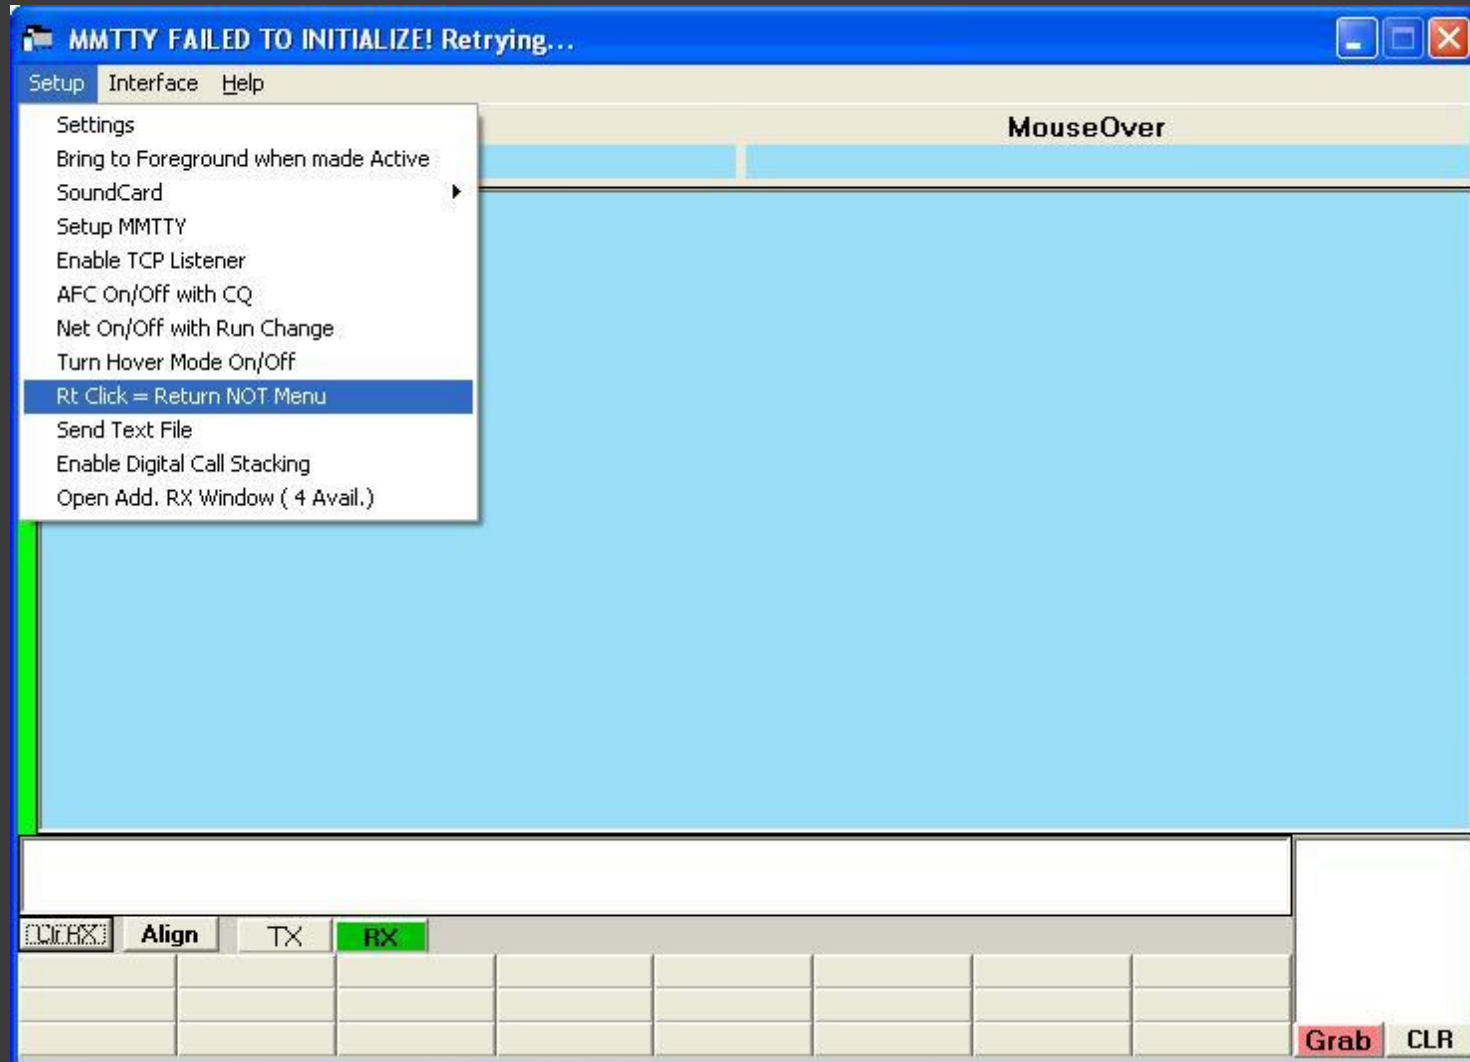 MMTTY FAILED TO INITIALIZE! Retrying...
Setup Interface Help
Settings
MouseOver
Bring to Foreground when made Active
SoundCard
Setup MMTTY
Enable TCP Listener
AFC On/Off with CQ
Net On/Off with Run Change
Turn Hover Mode On/Off
Rt Click = Return NOT Menu
Send Text File
Enable Digital Call Stacking
Open Add. RX Window ( 4 Avail.)
Clr RX Align TX RX
Grab CLR